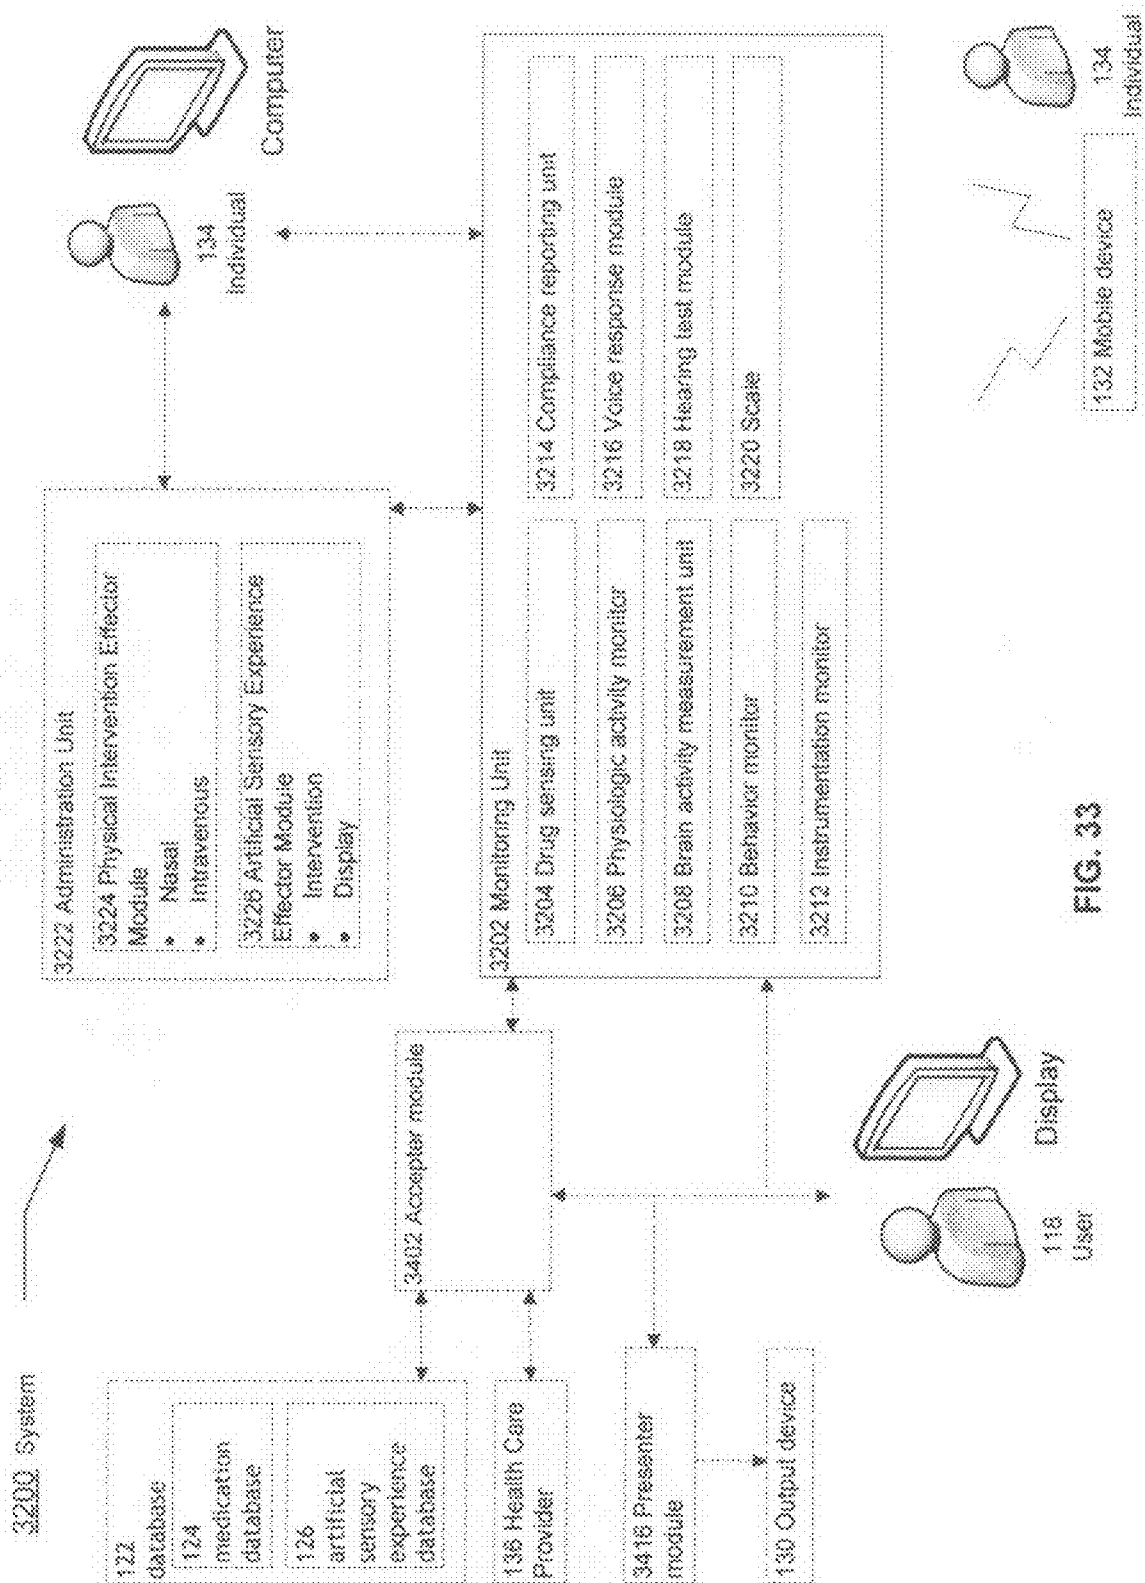 3200 System
122
database
124
medication
database
126
artificial
sensory
experience
database
136 Health Care
Provider
3416 Presenter
module
130 Output device
3402 Accepter module
118
User
Display
3222 Administration Unit
3224 Physical Intervention Effector
Module
• Nasal
• Intravenous
3226 Artificial Sensory Experience
Effector Module
• Intervention
• Display
134
Individual
Computer
3202 Monitoring Unit
3204 Drug sensing unit
3206 Physiologic activity monitor
3208 Brain activity measurement unit
3210 Behavior monitor
3212 Instrumentation monitor
3214 Compliance reporting unit
3216 Voice response module
3218 Hearing test module
3220 Scale
132 Mobile device
134
Individual
FIG. 33